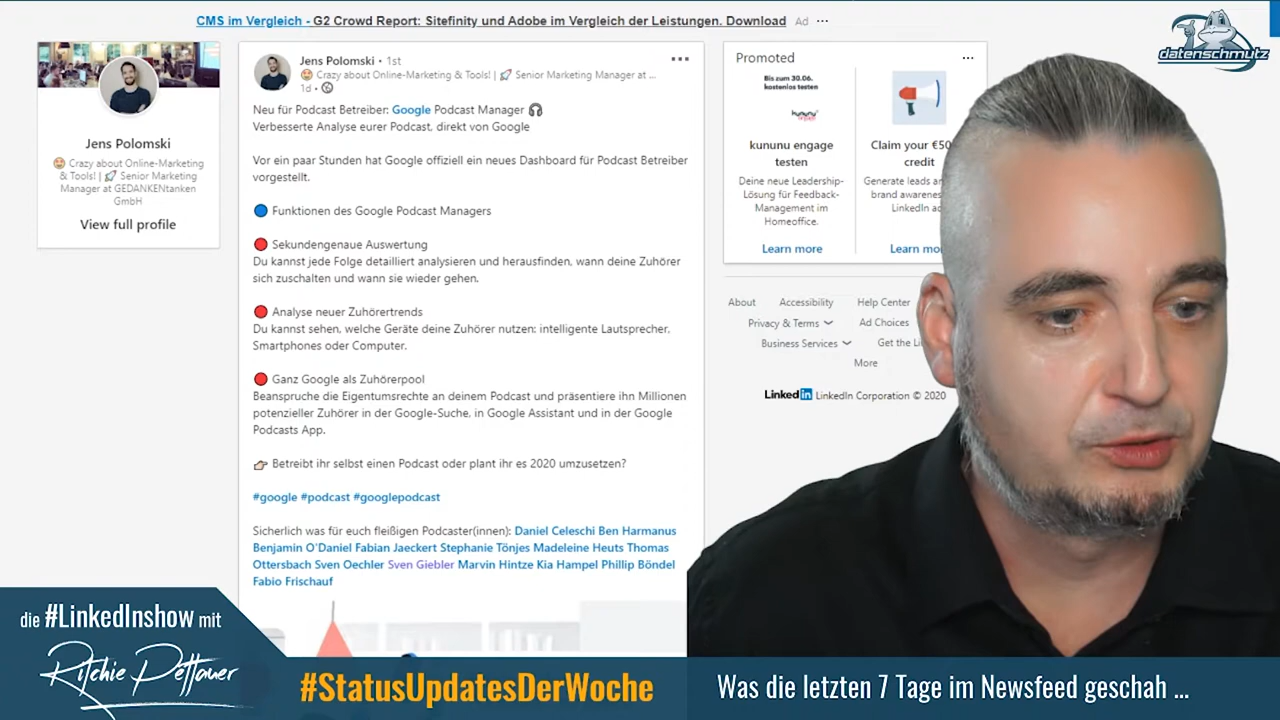 CMS im Vergleich - G2 Crowd Report: Sitefinity und Adobe im Vergleich der Leistungen. Download Ad ...
datenschmutz
Jens Polomski
🤩 Crazy about Online-Marketing
& Tools! | 🚀 Senior Marketing
Manager at GEDANKENtanken
GmbH
View full profile
Jens Polomski • 1st
🤩 Crazy about Online-Marketing & Tools! | 🚀 Senior Marketing Manager at ...
1d •
Neu für Podcast Betreiber: Google Podcast Manager 🎧
Verbesserte Analyse eurer Podcast, direkt von Google
Vor ein paar Stunden hat Google offiziell ein neues Dashboard für Podcast Betreiber
vorgestellt.
🔵 Funktionen des Google Podcast Managers
🔴 Sekundengenaue Auswertung
Du kannst jede Folge detailliert analysieren und herausfinden, wann deine Zuhörer
sich zuschalten und wann sie wieder gehen.
🔴 Analyse neuer Zuhörertrends
Du kannst sehen, welche Geräte deine Zuhörer nutzen: intelligente Lautsprecher,
Smartphones oder Computer.
🔴 Ganz Google als Zuhörerpool
Beanspruche die Eigentumsrechte an deinem Podcast und präsentiere ihn Millionen
potenzieller Zuhörer in der Google-Suche, in Google Assistant und in der Google
Podcasts App.
👉 Betreibt ihr selbst einen Podcast oder plant ihr es 2020 umzusetzen?
#google #podcast #googlepodcast
Sicherlich was für euch fleißigen Podcaster(innen): Daniel Celeschi Ben Harmanus
Benjamin O'Daniel Fabian Jaeckert Stephanie Tönjes Madeleine Heuts Thomas
Ottersbach Sven Oechler Sven Giebler Marvin Hintze Kia Hampel Phillip Böndel
Fabio Frischauf
Promoted
Bis zum 30.06.
kostenlos testen
kununu
kununu engage
testen
Deine neue Leadership-
Lösung für Feedback-
Management im
Homeoffice.
Learn more
Claim your €50
credit
Generate leads an
brand awarene
LinkedIn ad
Learn mo
About Accessibility Help Center
Privacy & Terms Ad Choices
Business Services Get the Li
More
LinkedIn LinkedIn Corporation © 2020
die #LinkedInshow mit
Ritchie Pettauer
#StatusUpdatesDerWoche
Was die letzten 7 Tage im Newsfeed geschah ...